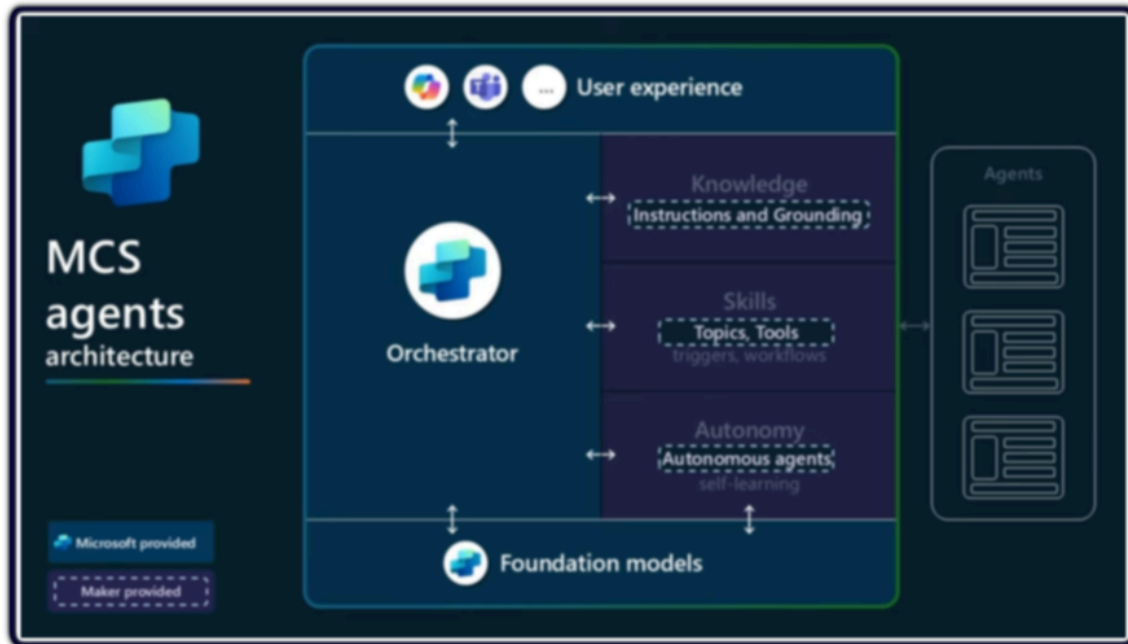 MCS
agents
architecture
Microsoft provided
Maker provided
... User experience
Orchestrator
Knowledge
Instructions and Grounding
Skills
Topics, Tools
triggers, workflows
Autonomy
Autonomous agents,
self-learning
Foundation models
Agents